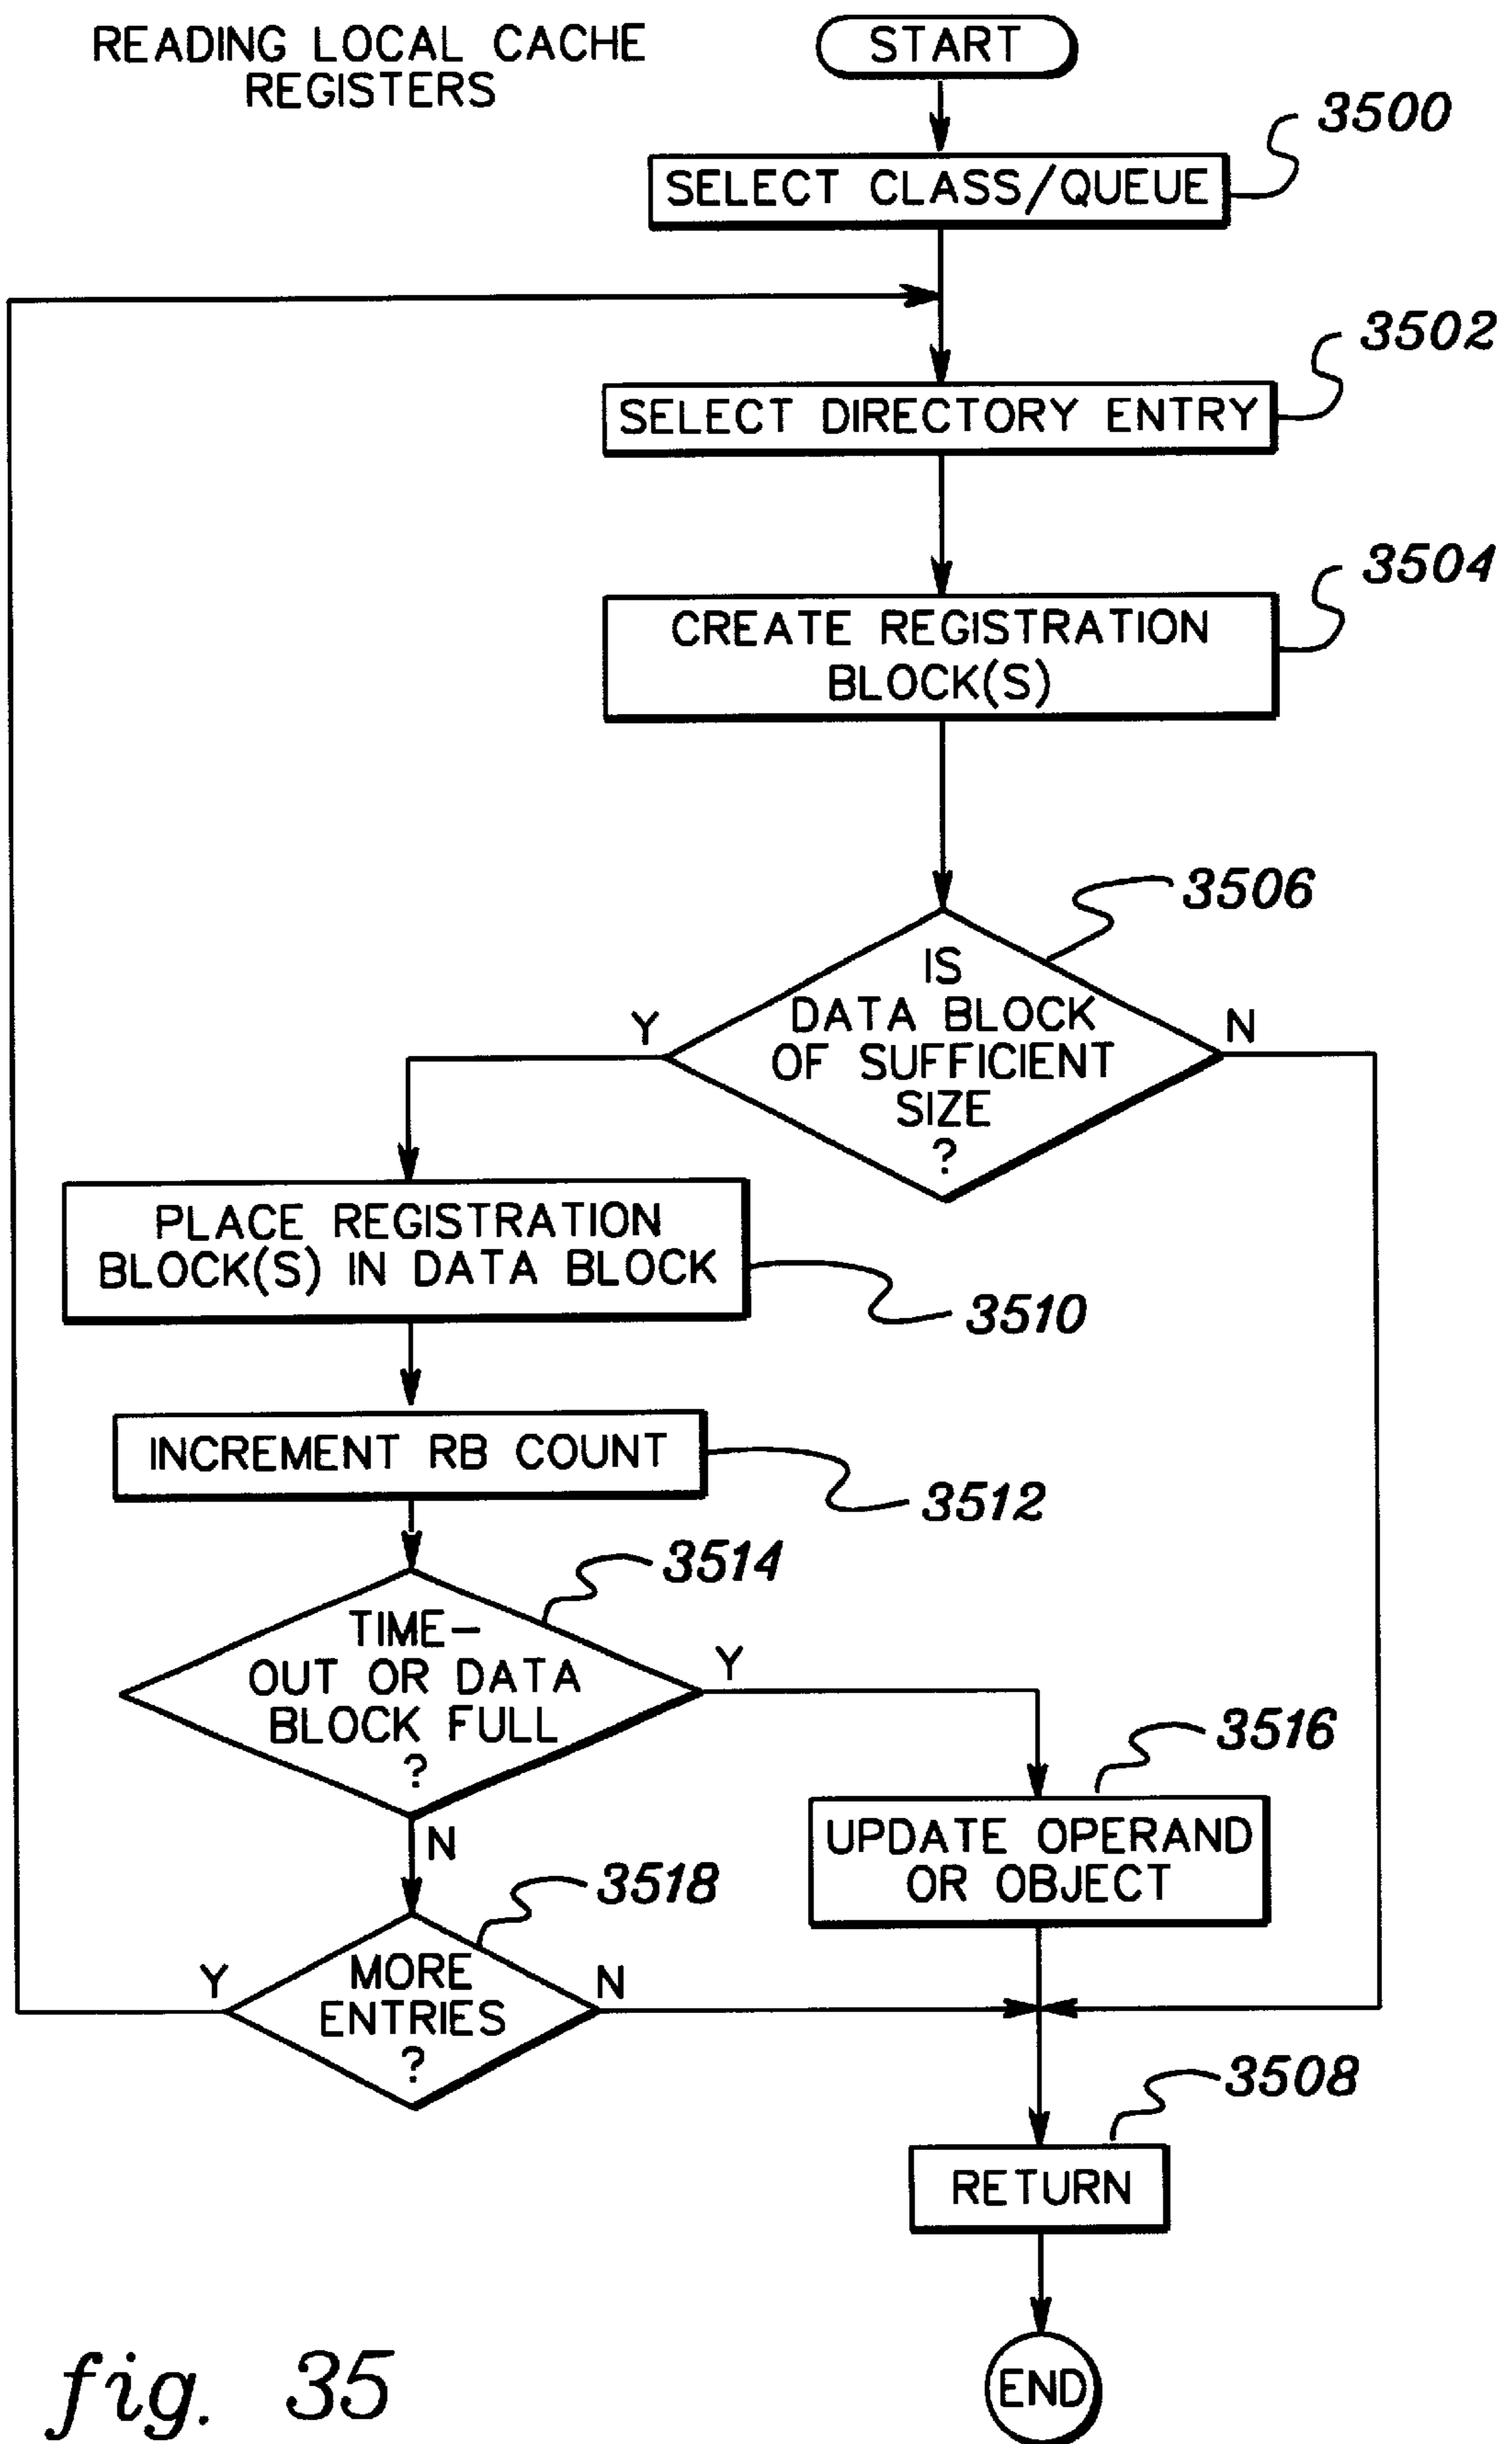 READING LOCAL CACHE
REGISTERS
START
3500
SELECT CLASS/QUEUE
3502
SELECT DIRECTORY ENTRY
3504
CREATE REGISTRATION
BLOCK(S)
3506
IS
DATA BLOCK
OF SUFFICIENT
SIZE
?
Y
N
PLACE REGISTRATION
BLOCK(S) IN DATA BLOCK
3510
INCREMENT RB COUNT
3512
3514
TIME-
OUT OR DATA
BLOCK FULL
?
Y
N
3516
UPDATE OPERAND
OR OBJECT
3518
MORE
ENTRIES
?
Y
N
3508
RETURN
END
fig. 35